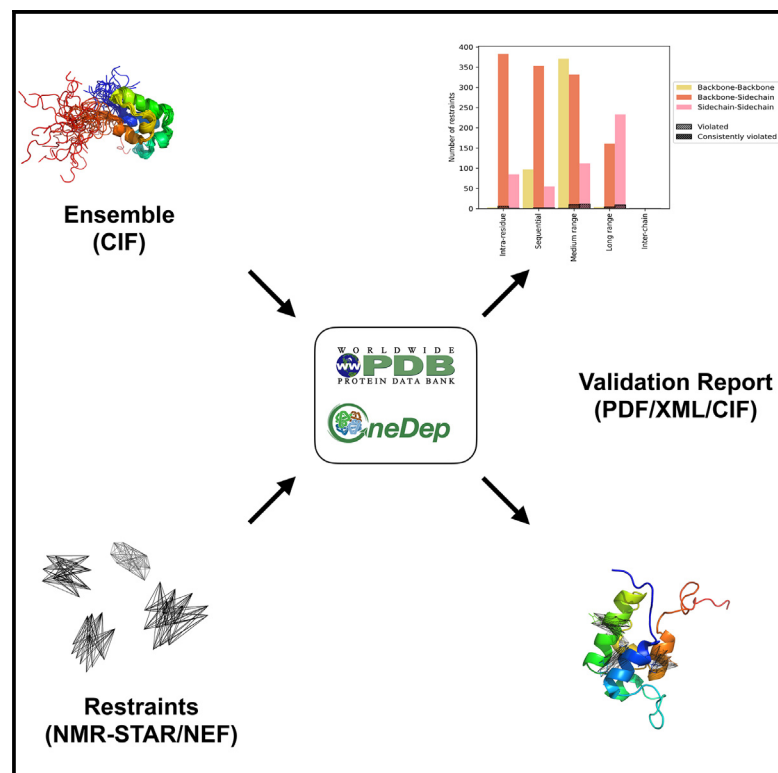 400
350
300
250
200
150
100
50
0
Number of restraints
Intra-residue
Sequential
Medium range
Long range
Inter-chain
Backbone-Backbone
Backbone-Sidechain
Sidechain-Sidechain
Violated
Consistently violated
Ensemble
(CIF)
WORLDWIDE
WW PDB
PROTEIN DATA BANK
OneDep
Validation Report
(PDF/XML/CIF)
Restraints
(NMR-STAR/NEF)